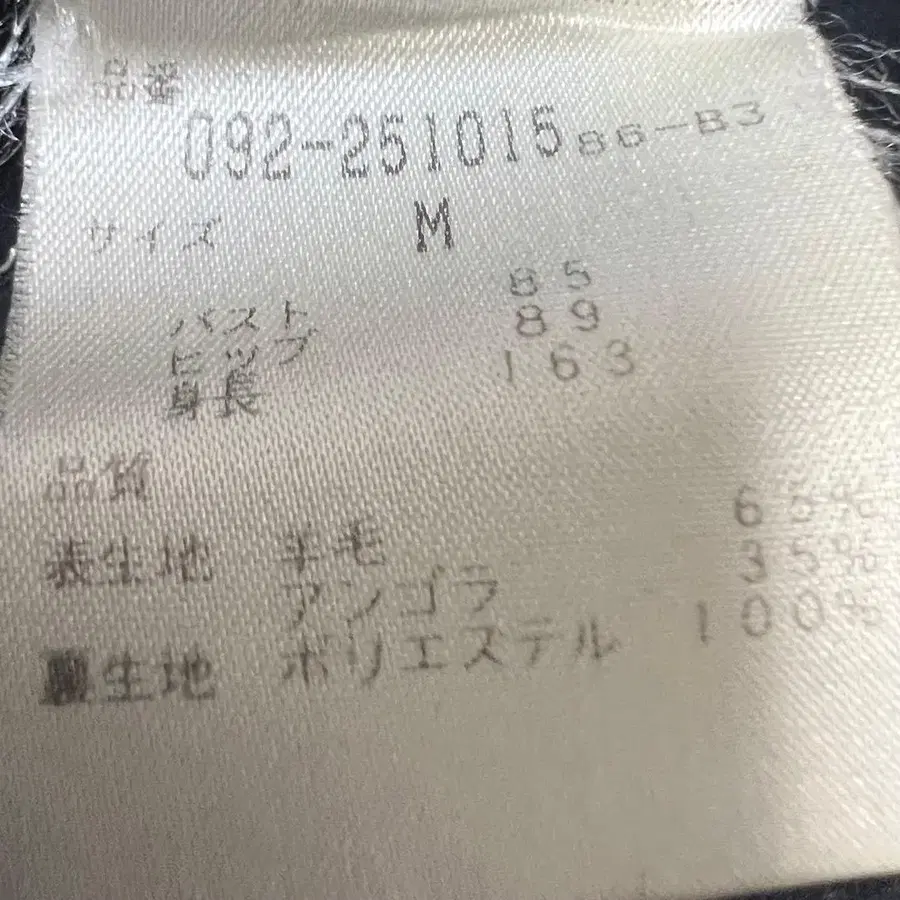 品番
092-251015 86-B3
サイズ M
バスト 85
ヒップ 89
身長 163
品質
表生地 羊毛 65%
アンゴラ 35%
裏生地 ポリエステル 100%